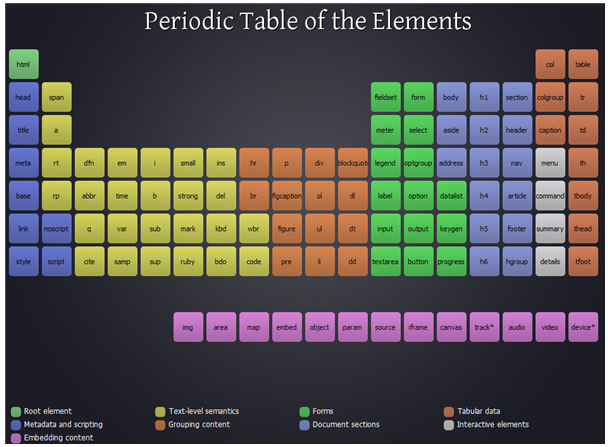 Periodic Table of the Elements
html col table
head span fieldset form body h1 section colgroup tr
title a meter select aside h2 header caption td
meta rt dfn em i small ins hr p div blockquote legend optgroup address h3 nav menu th
base rp abbr time b strong del br figcaption ol dl label option datalist h4 article command tbody
link noscript q var sub mark kbd wbr figure ul dt input output keygen h5 footer summary thead
style script cite samp sup ruby bdo code pre li dd textarea button progress h6 hgroup details tfoot
img area map embed object param source iframe canvas track* audio video device*
Root element Text-level semantics Forms Tabular data
Metadata and scripting Grouping content Document sections Interactive elements
Embedding content